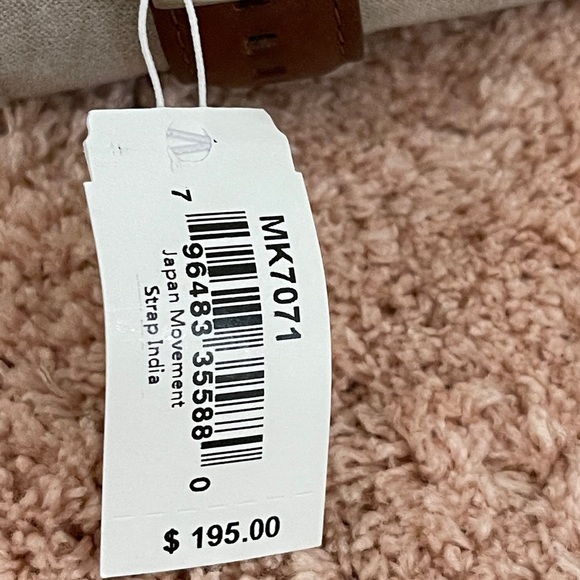 MK7071
7 96483 35588 0
Japan Movement
Strap India
$ 195.00